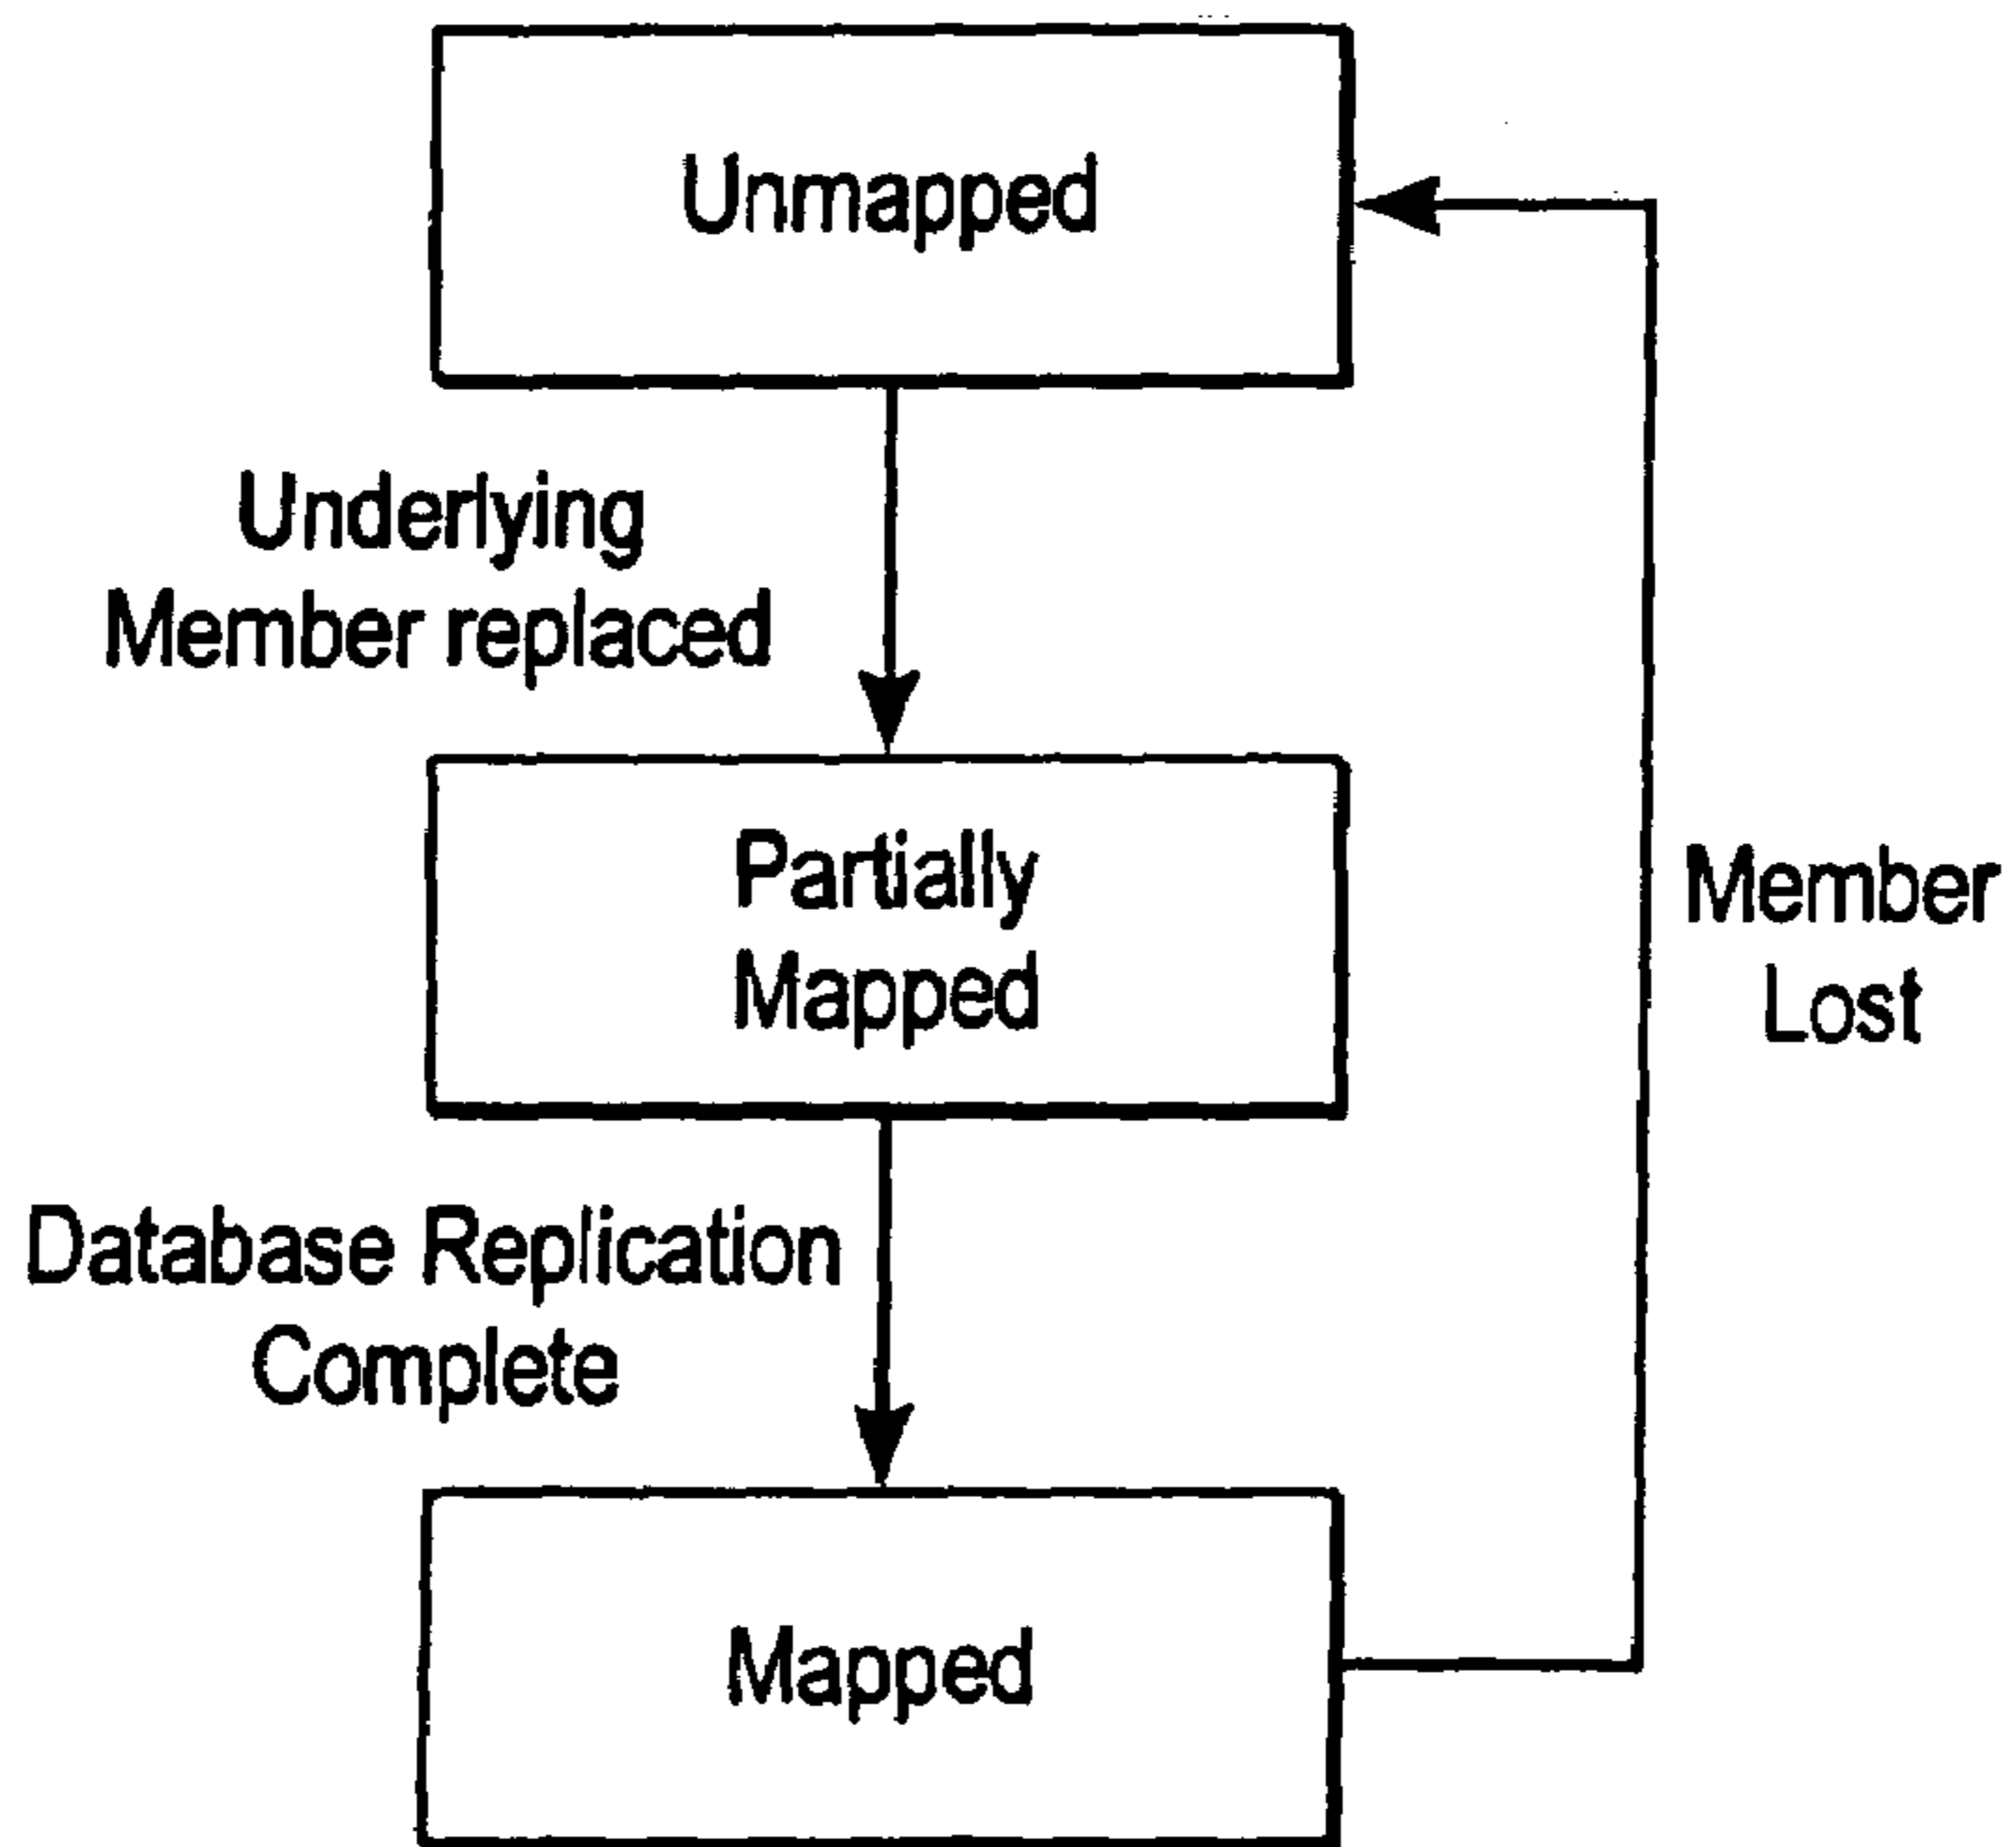 Unmapped
Underlying
Member replaced
Partially
Mapped
Member
Lost
Database Replication
Complete
Mapped